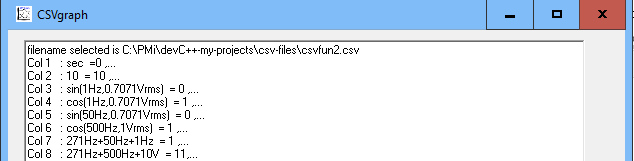 CSVgraph
filename selected is C:\PMi\devC++-my-projects\csv-files\csvfun2.csv
Col 1 : sec =0 ,...
Col 2 : 10 = 10 ,...
Col 3 : sin(1Hz,0.7071Vrms) = 0 ,...
Col 4 : cos(1Hz,0.7071Vrms) = 1 ,...
Col 5 : sin(50Hz,0.7071Vrms) = 0 ,...
Col 6 : cos(500Hz,1Vrms) = 1 ,...
Col 7 : 271Hz+50Hz+1Hz = 1 ,...
Col 8 : 271Hz+500Hz+10V = 11,...